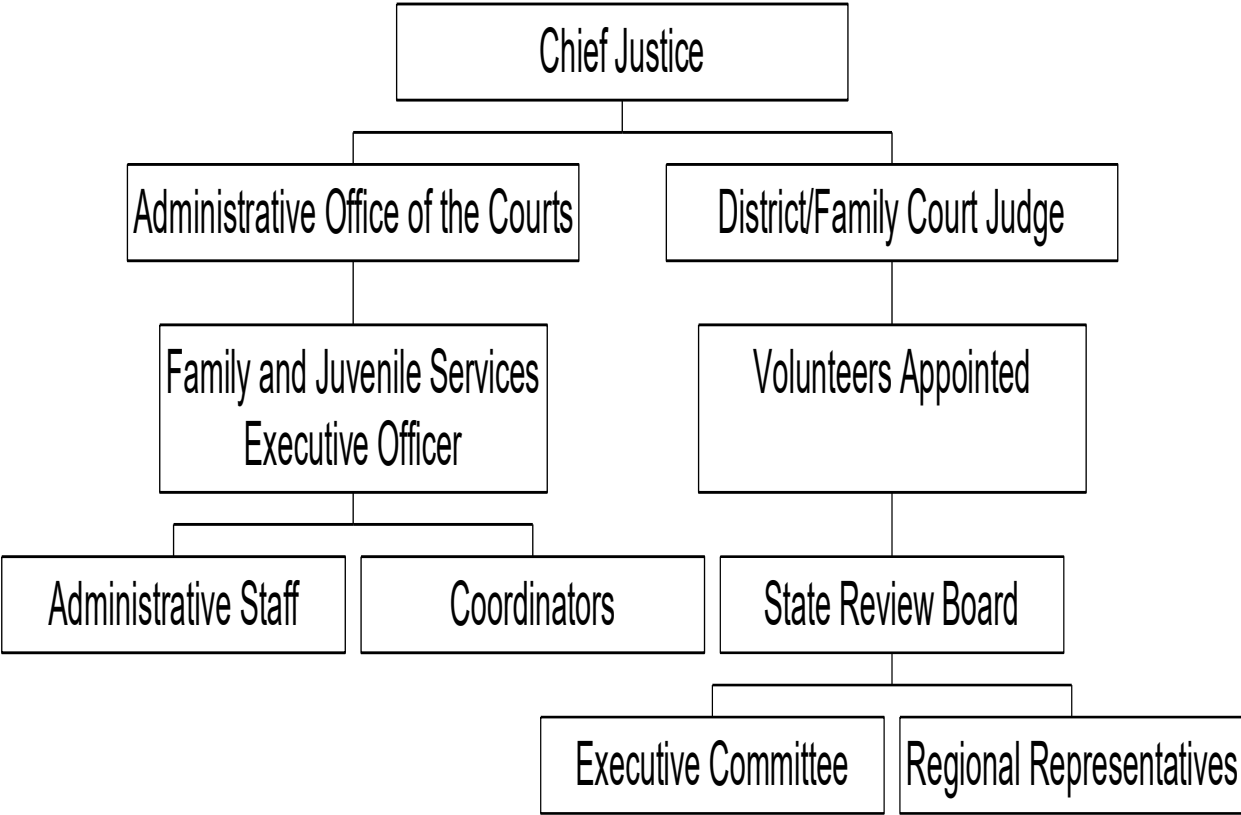 Chief Justice
Administrative Office of the Courts
District/Family Court Judge
Family and Juvenile Services
Executive Officer
Volunteers Appointed
Administrative Staff
Coordinators
State Review Board
Executive Committee
Regional Representatives